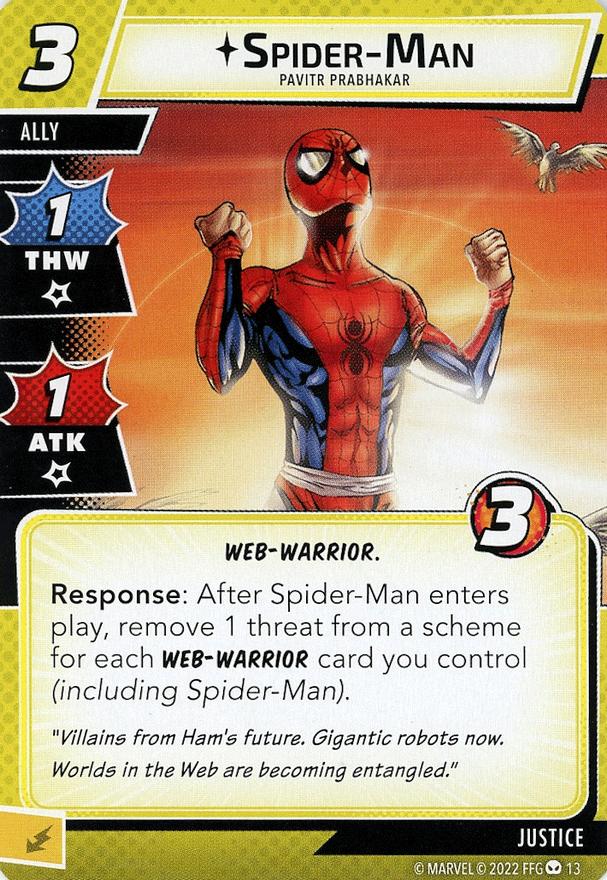 3
SPIDER-MAN
PAVITR PRABHAKAR
ALLY
1
THW
1
ATK
3
WEB-WARRIOR.
Response: After Spider-Man enters
play, remove 1 threat from a scheme
for each WEB-WARRIOR card you control
(including Spider-Man).
"Villains from Ham's future. Gigantic robots now.
Worlds in the Web are becoming entangled."
JUSTICE
© MARVEL © 2022 FFG 13